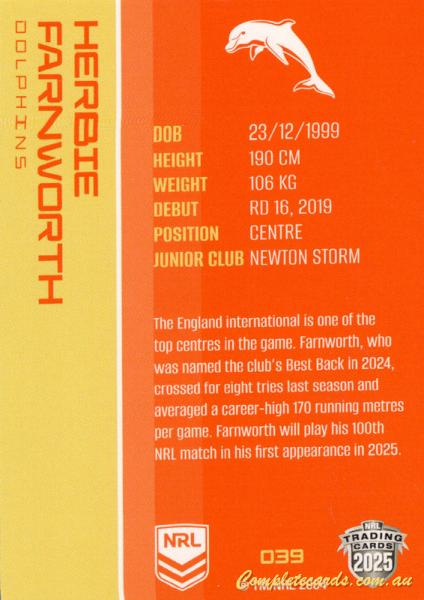 HERBIE
FARNWORTH
DOLPHINS
DOB 23/12/1999
HEIGHT 190 CM
WEIGHT 106 KG
DEBUT RD 16, 2019
POSITION CENTRE
JUNIOR CLUB NEWTON STORM
The England international is one of the
top centres in the game. Farnworth, who
was named the club's Best Back in 2024,
crossed for eight tries last season and
averaged a career-high 170 running metres
per game. Farnworth will play his 100th
NRL match in his first appearance in 2025.
NRL
039
NRL
TRADING
CARDS
2025
© TM/NRL 2004
Completecards.com.au